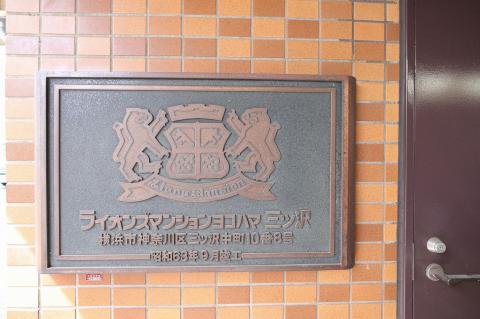 Lions Mansion
ライオンズマンションヨコハマ 三ッ沢
横浜市神奈川区三ッ沢中町10番8号
昭和63年9月竣工